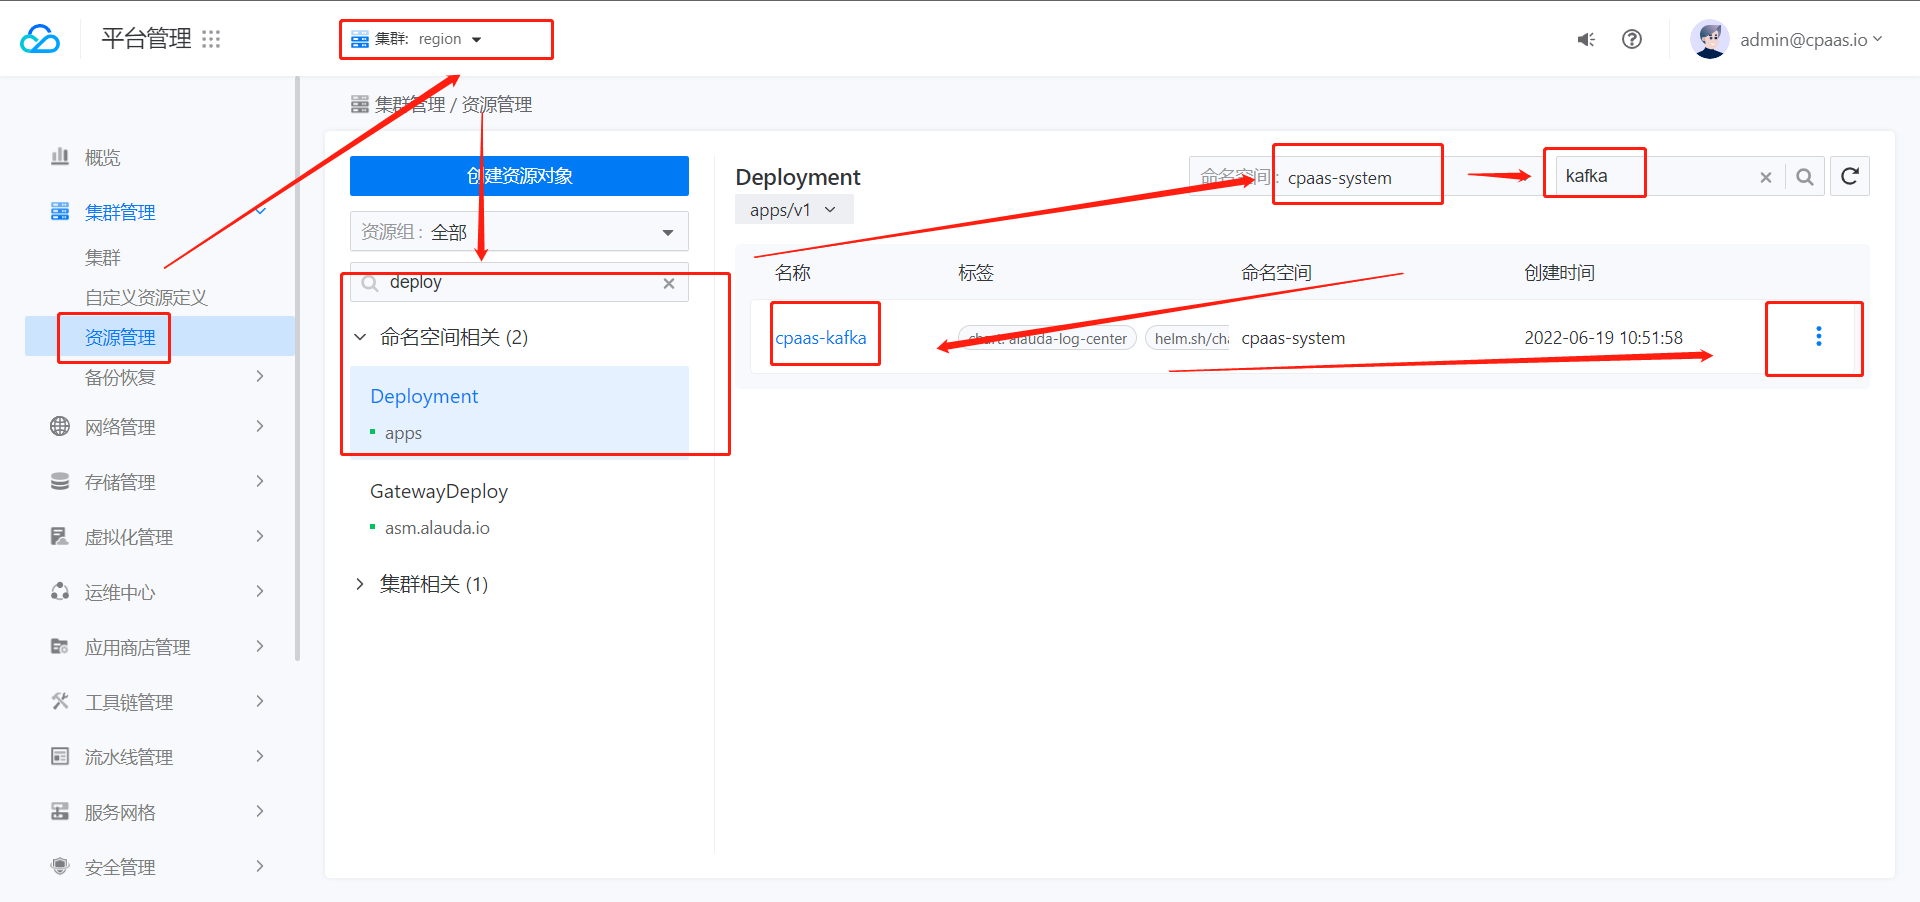 平台管理
集群: region
admin@cpaas.io
集群管理 / 资源管理
概览
集群管理
集群
自定义资源定义
资源管理
备份恢复
网络管理
存储管理
虚拟化管理
运维中心
应用商店管理
工具链管理
流水线管理
服务网格
安全管理
创建资源对象
资源组 : 全部
deploy
命名空间相关 (2)
Deployment
apps
GatewayDeploy
asm.alauda.io
集群相关 (1)
Deployment
apps/v1
命名空间 : cpaas-system
kafka
名称 标签 命名空间 创建时间
cpaas-kafka chart: alauda-log-center helm.sh/cha cpaas-system 2022-06-19 10:51:58